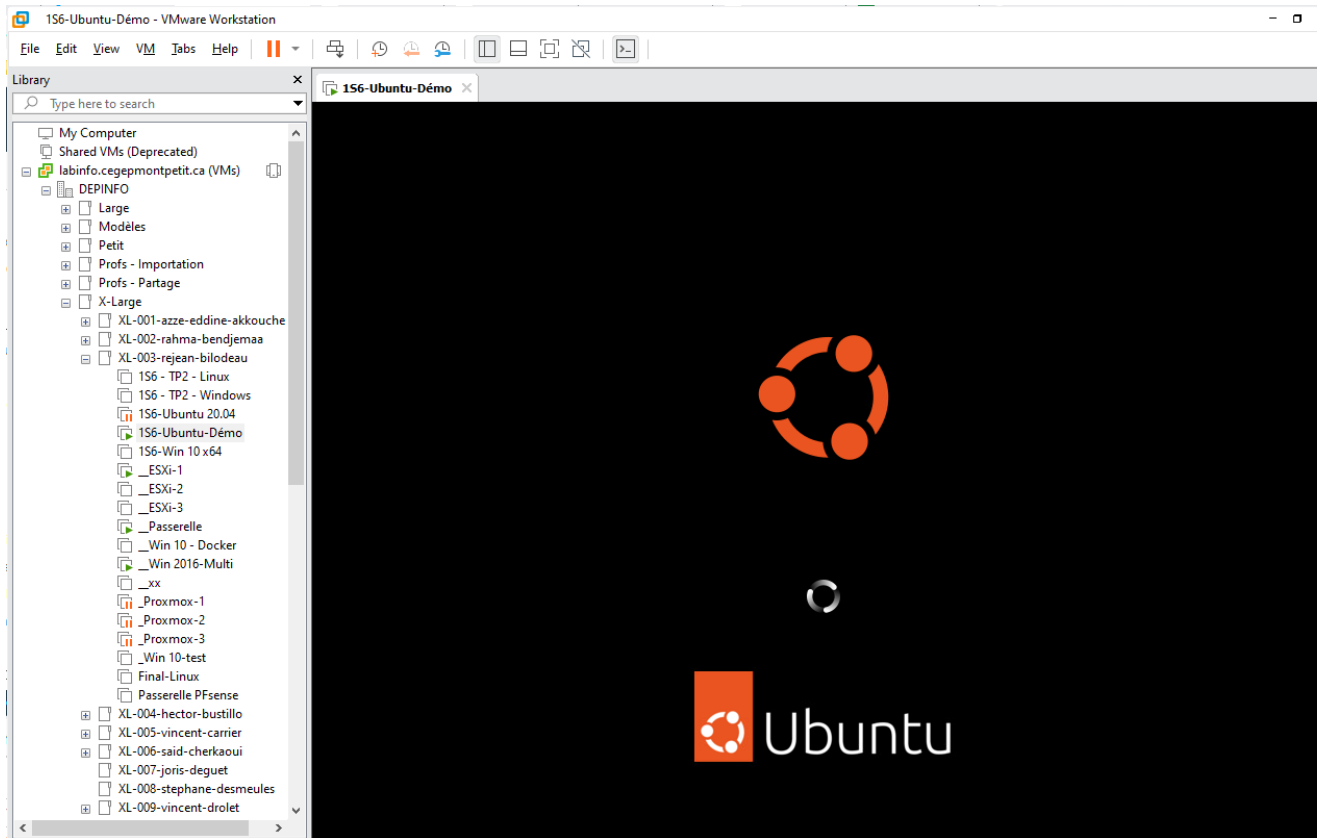 1S6-Ubuntu-Démo - VMware Workstation
File Edit View VM Tabs Help
Library
Type here to search
1S6-Ubuntu-Démo
My Computer
Shared VMs (Deprecated)
labinfo.cegepmontpetit.ca (VMs)
DEPINFO
Large
Modèles
Petit
Profs - Importation
Profs - Partage
X-Large
XL-001-azze-eddine-akkouche
XL-002-rahma-bendjemaa
XL-003-rejean-bilodeau
1S6 - TP2 - Linux
1S6 - TP2 - Windows
1S6-Ubuntu 20.04
1S6-Ubuntu-Démo
1S6-Win 10 x64
__ESXi-1
__ESXi-2
__ESXi-3
__Passerelle
__Win 10 - Docker
__Win 2016-Multi
__xx
_Proxmox-1
_Proxmox-2
_Proxmox-3
_Win 10-test
Final-Linux
Passerelle PFsense
XL-004-hector-bustillo
XL-005-vincent-carrier
XL-006-said-cherkaoui
XL-007-joris-deguet
XL-008-stephane-desmeules
XL-009-vincent-drolet
Ubuntu